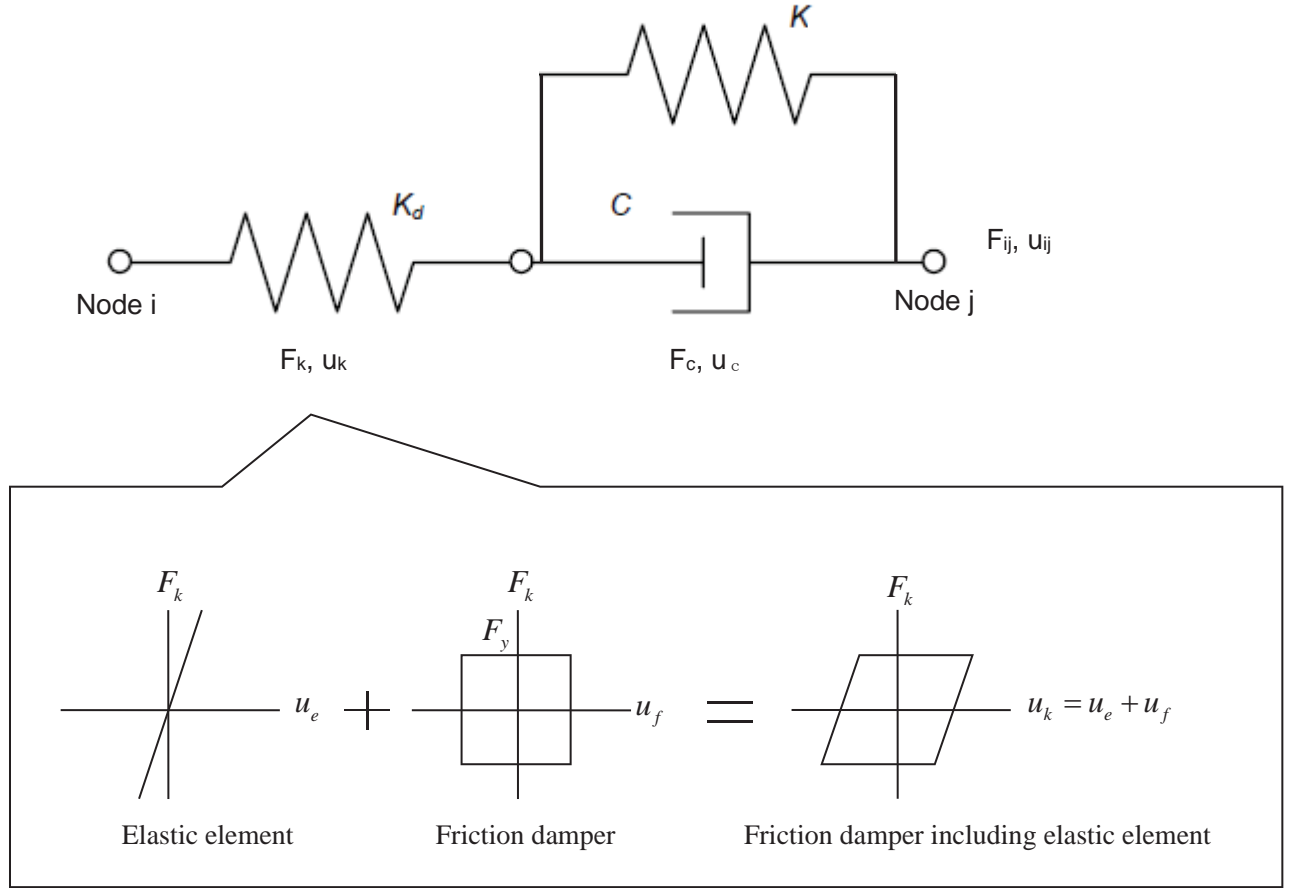 K
K_d
C
F_ij, u_ij
Node i
Node j
F_k, u_k
F_c, u_c
F_k
F_k
F_k
F_y
u_e
u_f
u_k = u_e + u_f
Elastic element
Friction damper
Friction damper including elastic element